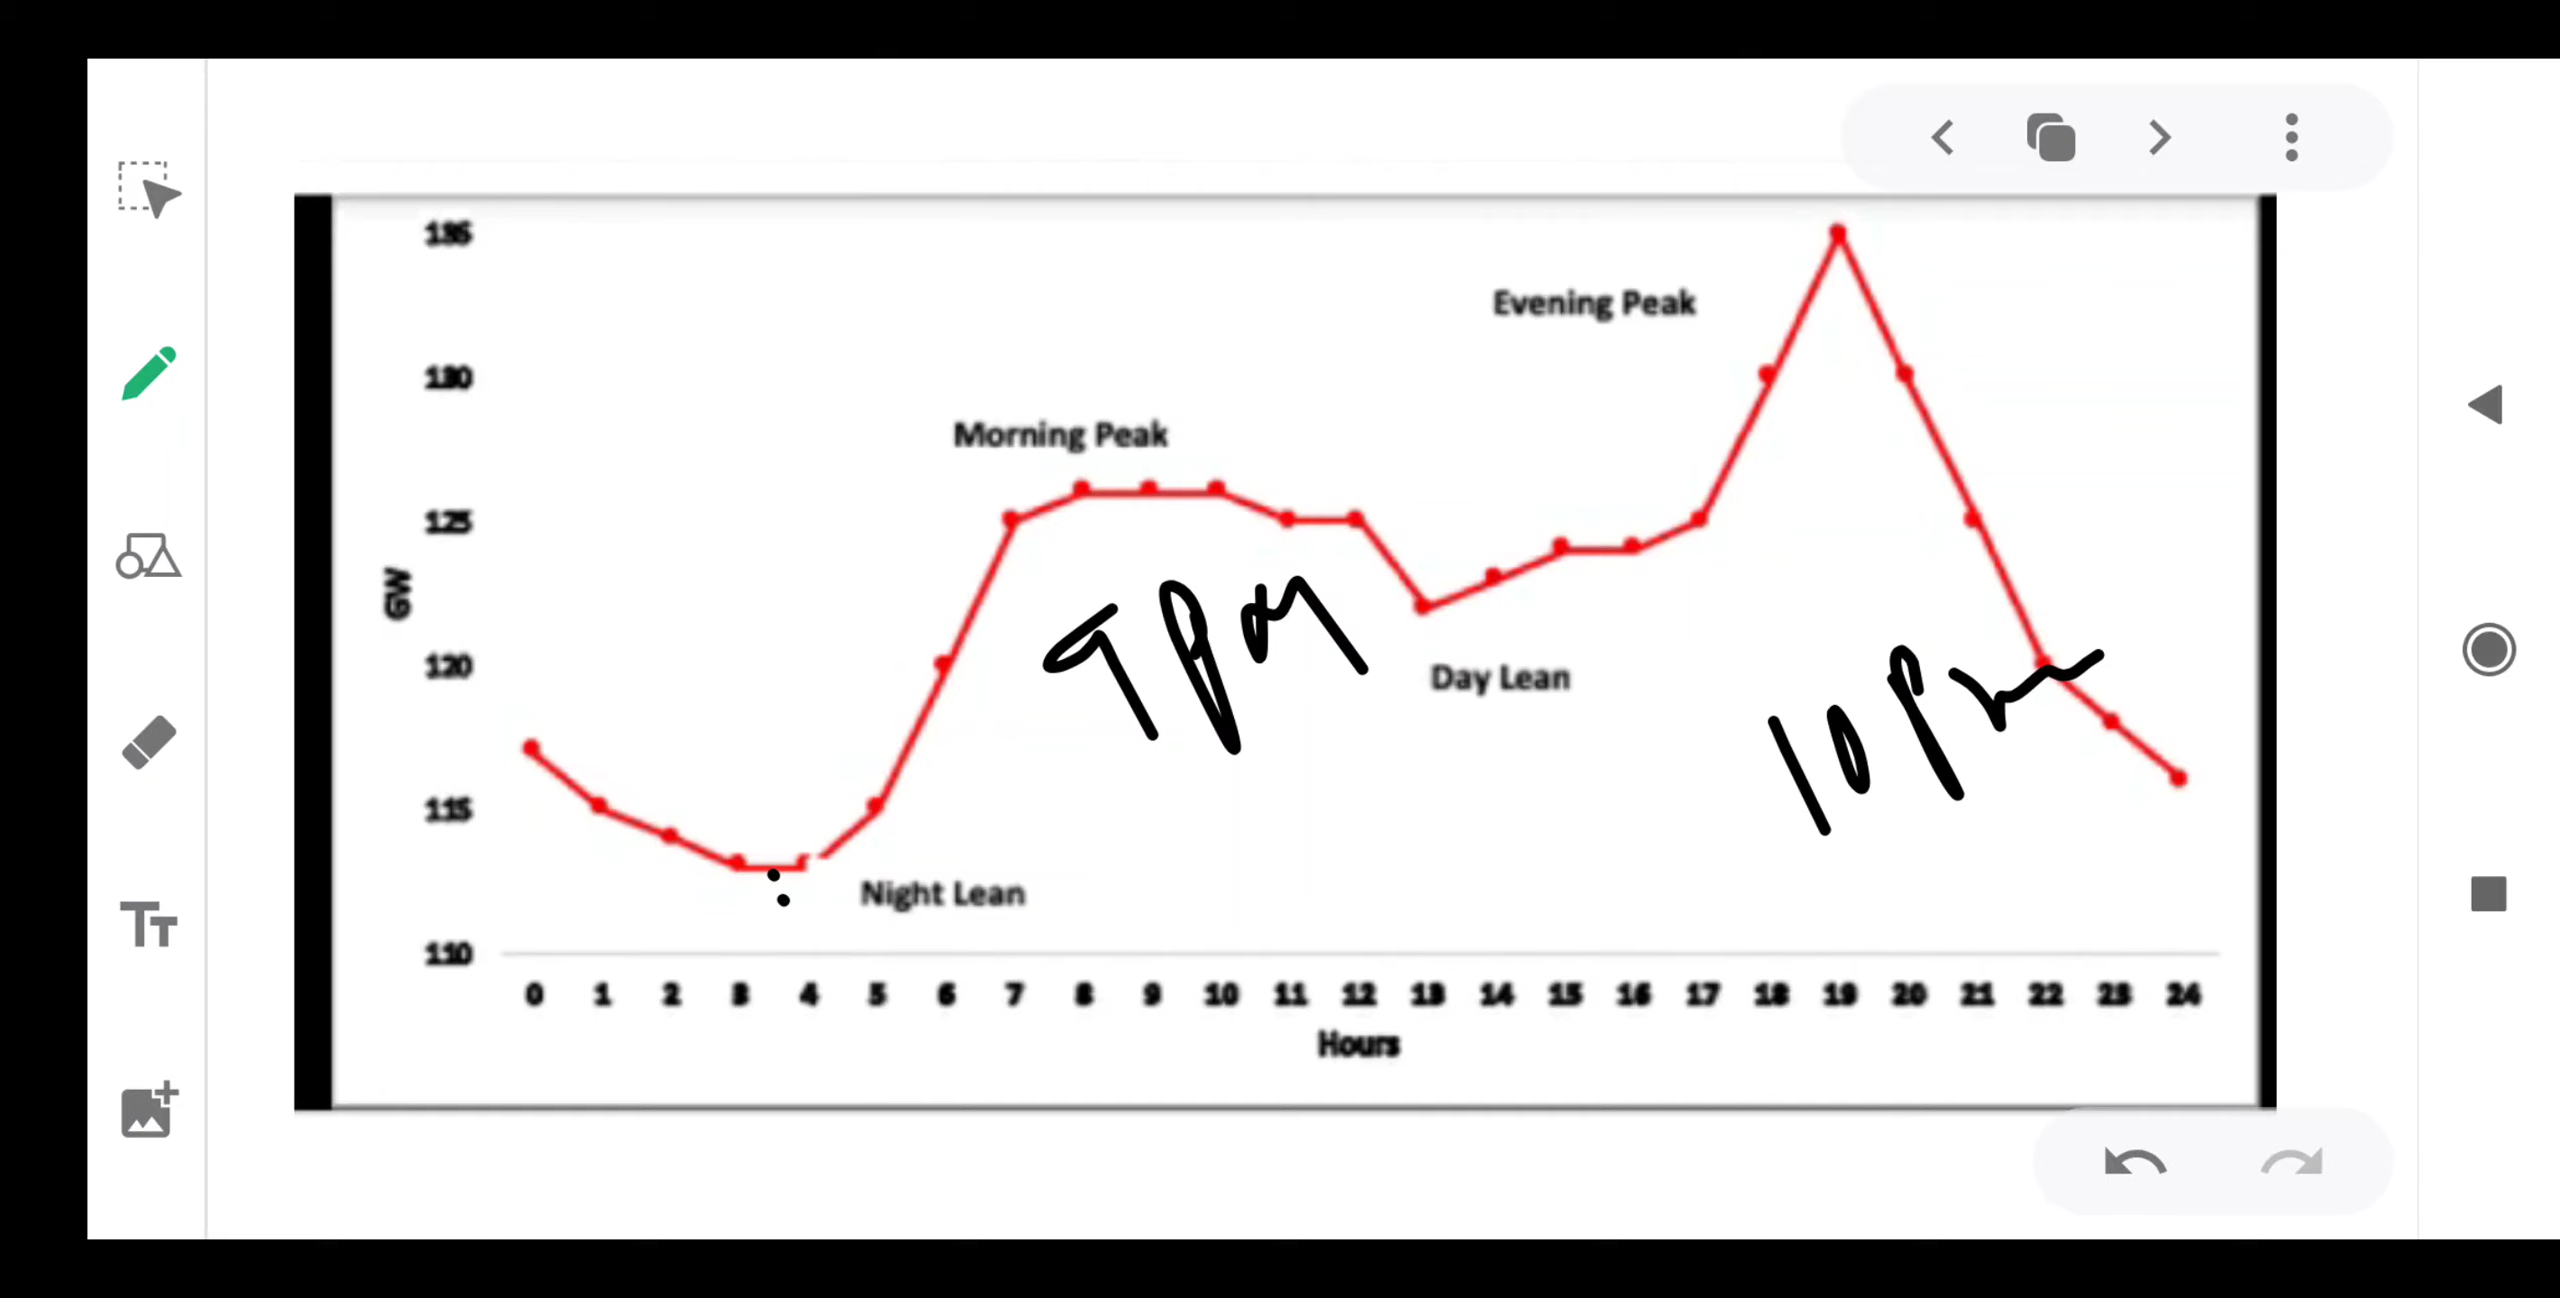 135
Evening Peak
130
Morning Peak
125
GW
120
Day Lean
10 Pm
115
Night Lean
110
0 1 2 3 4 5 6 7 8 9 10 11 12 13 14 15 16 17 18 19 20 21 22 23 24
Hours
TT